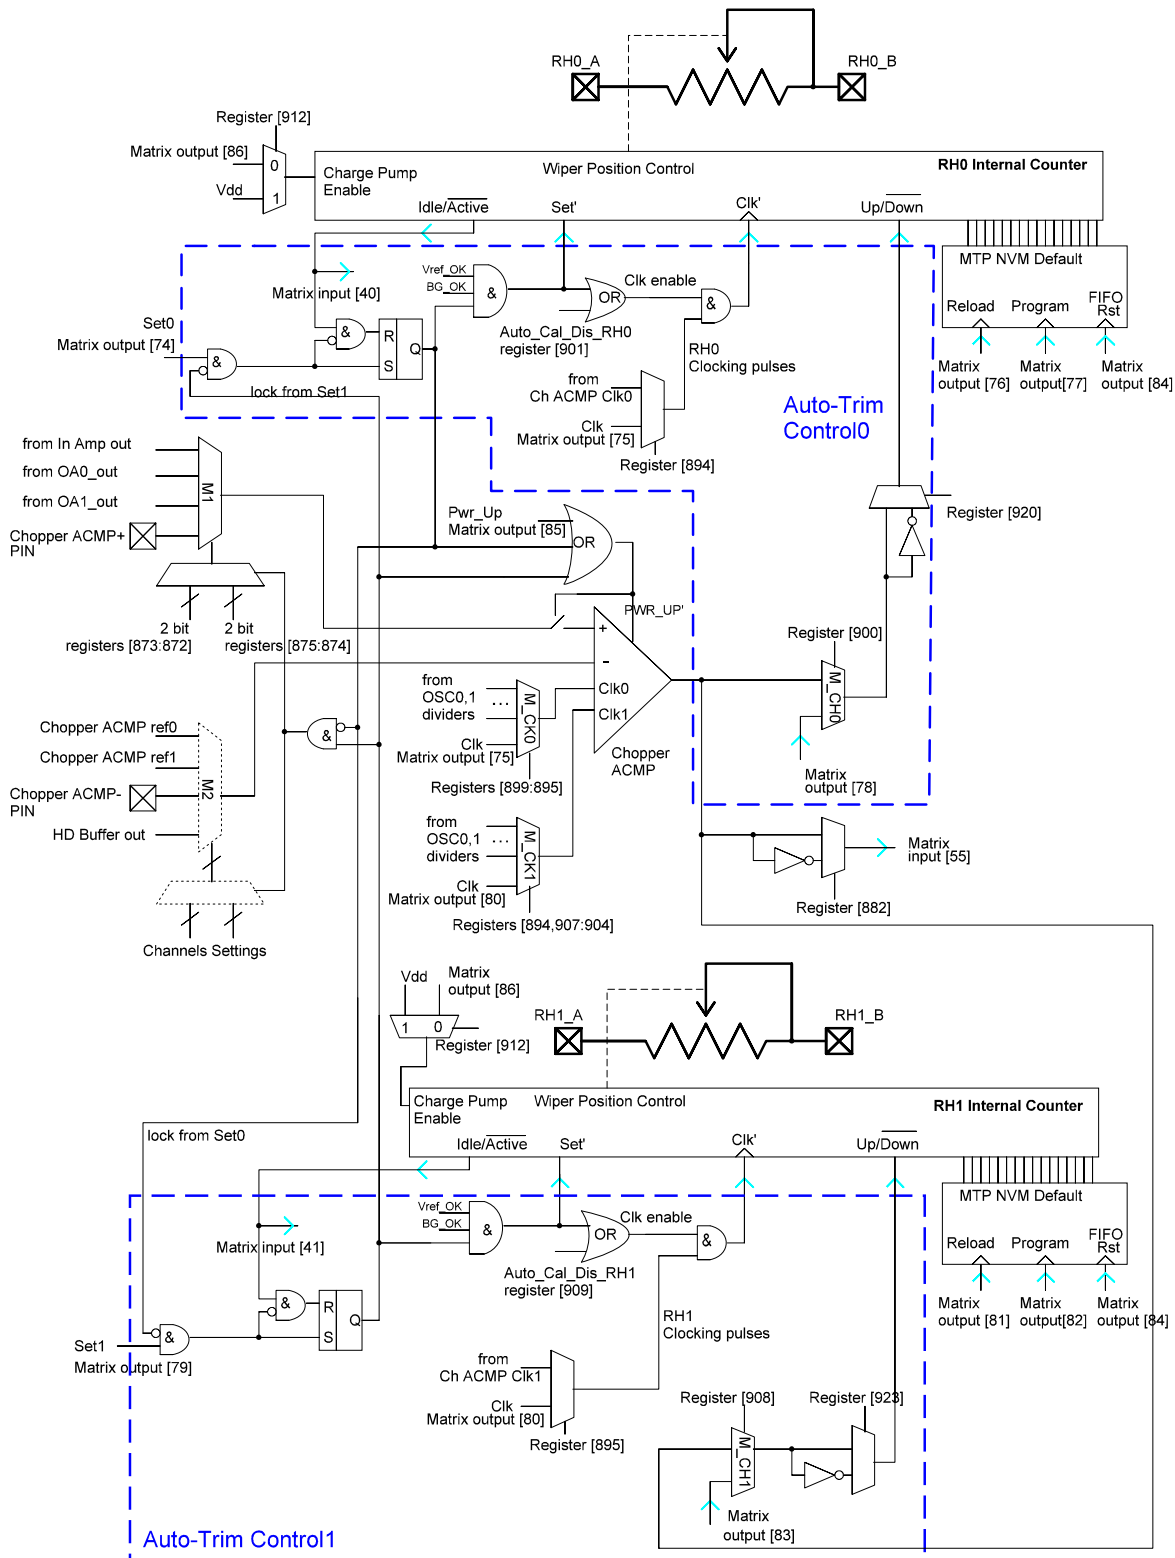 RH0_A
RH0_B
Register [912]
Matrix output [86]
0
Vdd
1
Charge Pump
Enable
Wiper Position Control
RH0 Internal Counter
Idle/Active
Set'
Clk'
Up/Down
MTP NVM Default
Reload
Program
FIFO
Rst
Matrix
output [76]
Matrix
output[77]
Matrix
output [84]
Vref_OK
BG_OK
&
Clk enable
OR
&
Matrix input [40]
Auto_Cal_Dis_RH0
register [901]
Set0
Matrix output [74]
&
&
R
S
Q
lock from Set1
RH0
Clocking pulses
from
Ch ACMP Clk0
Clk
Matrix output [75]
Register [894]
Auto-Trim
Control0
from In Amp out
from OA0_out
from OA1_out
Chopper ACMP+
PIN
M1
2 bit
registers [873:872]
2 bit
registers [875:874]
Pwr_Up
Matrix output [85]
OR
PWR_UP'
Register [920]
Register [900]
M_CH0
Matrix
output [78]
+
-
Clk0
Clk1
Chopper
ACMP
from
OSC0,1
dividers
...
M_CK0
Clk
Matrix output [75]
Registers [899:895]
from
OSC0,1
dividers
...
M_CK1
Clk
Matrix output [80]
Registers [894,907:904]
&
Chopper ACMP ref0
Chopper ACMP ref1
Chopper ACMP-
PIN
HD Buffer out
M2
Channels Settings
Matrix
input [55]
Register [882]
Vdd
Matrix
output [86]
1
0
Register [912]
RH1_A
RH1_B
Charge Pump
Enable
Wiper Position Control
RH1 Internal Counter
Idle/Active
Set'
Clk'
Up/Down
lock from Set0
MTP NVM Default
Reload
Program
FIFO
Rst
Matrix
output [81]
Matrix
output[82]
Matrix
output [84]
Vref_OK
BG_OK
&
Clk enable
OR
&
Matrix input [41]
Auto_Cal_Dis_RH1
register [909]
&
R
S
Q
&
Set1
Matrix output [79]
RH1
Clocking pulses
from
Ch ACMP Clk1
Clk
Matrix output [80]
Register [895]
Register [908]
Register [923]
M_CH1
Matrix
output [83]
Auto-Trim Control1